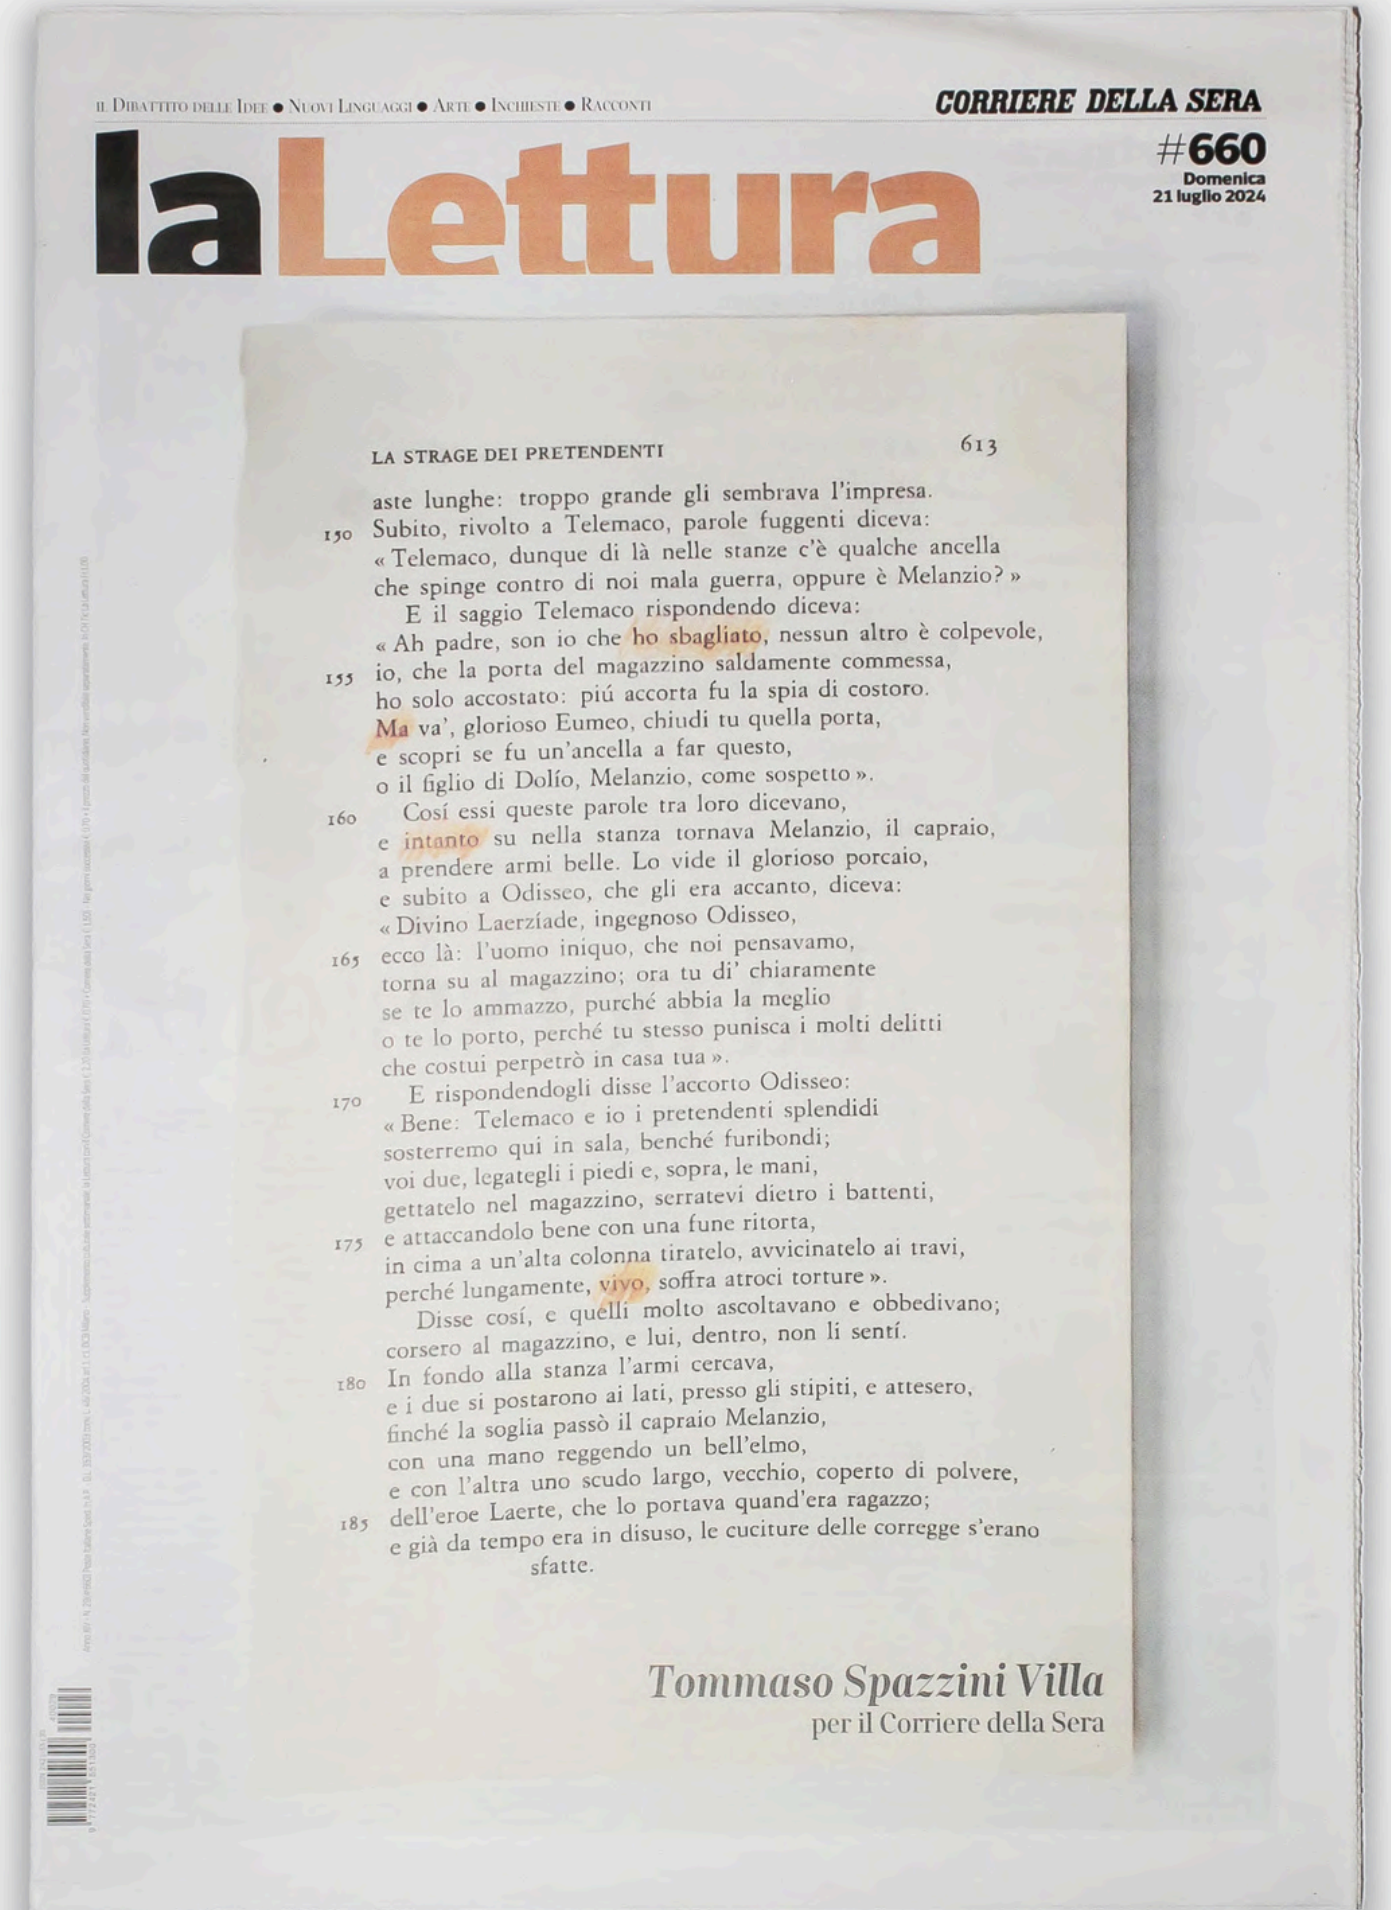 IL DIBATTITO DELLE IDEE ● NUOVI LINGUAGGI ● ARTE ● INCHIESTE ● RACCONTI
CORRIERE DELLA SERA
laLettura
#660
Domenica
21 luglio 2024
LA STRAGE DEI PRETENDENTI 613
aste lunghe: troppo grande gli sembrava l'impresa.
150 Subito, rivolto a Telemaco, parole fuggenti diceva:
« Telemaco, dunque di là nelle stanze c'è qualche ancella
che spinge contro di noi mala guerra, oppure è Melanzio? »
E il saggio Telemaco rispondendo diceva:
« Ah padre, son io che ho sbagliato, nessun altro è colpevole,
155 io, che la porta del magazzino saldamente commessa,
ho solo accostato: piú accorta fu la spia di costoro.
Ma va', glorioso Eumeo, chiudi tu quella porta,
e scopri se fu un'ancella a far questo,
o il figlio di Dolío, Melanzio, come sospetto ».
160 Cosí essi queste parole tra loro dicevano,
e intanto su nella stanza tornava Melanzio, il capraio,
a prendere armi belle. Lo vide il glorioso porcaio,
e subito a Odisseo, che gli era accanto, diceva:
« Divino Laerzíade, ingegnoso Odisseo,
165 ecco là: l'uomo iniquo, che noi pensavamo,
torna su al magazzino; ora tu di' chiaramente
se te lo ammazzo, purché abbia la meglio
o te lo porto, perché tu stesso punisca i molti delitti
che costui perpetrò in casa tua ».
170 E rispondendogli disse l'accorto Odisseo:
« Bene: Telemaco e io i pretendenti splendidi
sosterremo qui in sala, benché furibondi;
voi due, legategli i piedi e, sopra, le mani,
gettatelo nel magazzino, serratevi dietro i battenti,
175 e attaccandolo bene con una fune ritorta,
in cima a un'alta colonna tiratelo, avvicinatelo ai travi,
perché lungamente, vivo, soffra atroci torture ».
Disse cosí, e quelli molto ascoltavano e obbedivano;
corsero al magazzino, e lui, dentro, non li sentí.
180 In fondo alla stanza l'armi cercava,
e i due si postarono ai lati, presso gli stipiti, e attesero,
finché la soglia passò il capraio Melanzio,
con una mano reggendo un bell'elmo,
e con l'altra uno scudo largo, vecchio, coperto di polvere,
185 dell'eroe Laerte, che lo portava quand'era ragazzo;
e già da tempo era in disuso, le cuciture delle corregge s'erano
sfatte.
Tommaso Spazzini Villa
per il Corriere della Sera